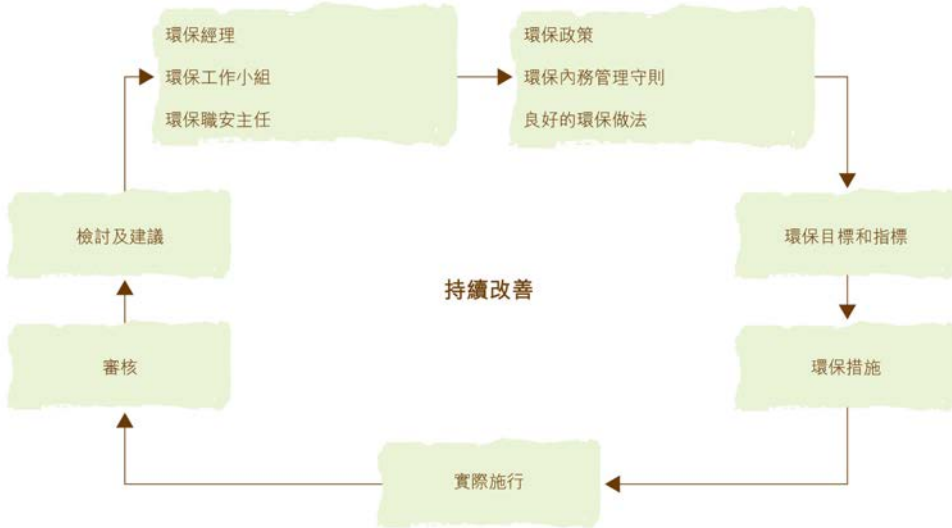 環保經理
環保工作小組
環保職安主任
環保政策
環保內務管理守則
良好的環保做法
檢討及建議
環保目標和指標
持續改善
審核
環保措施
實際施行